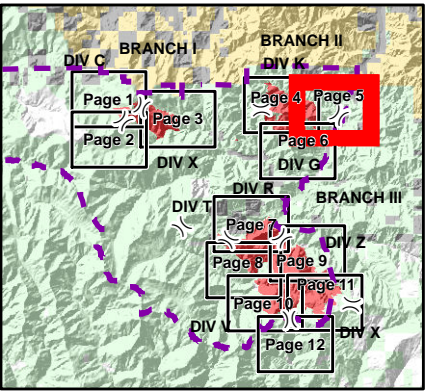 BRANCH I
BRANCH II
DIV C
DIV K
Page 1
Page 4
Page 5
Page 3
Page 2
Page 6
DIV X
DIV G
DIV R
BRANCH III
DIV T
Page 7
DIV Z
Page 8
Page 9
Page 11
Page 10
DIV V
DIV X
Page 12